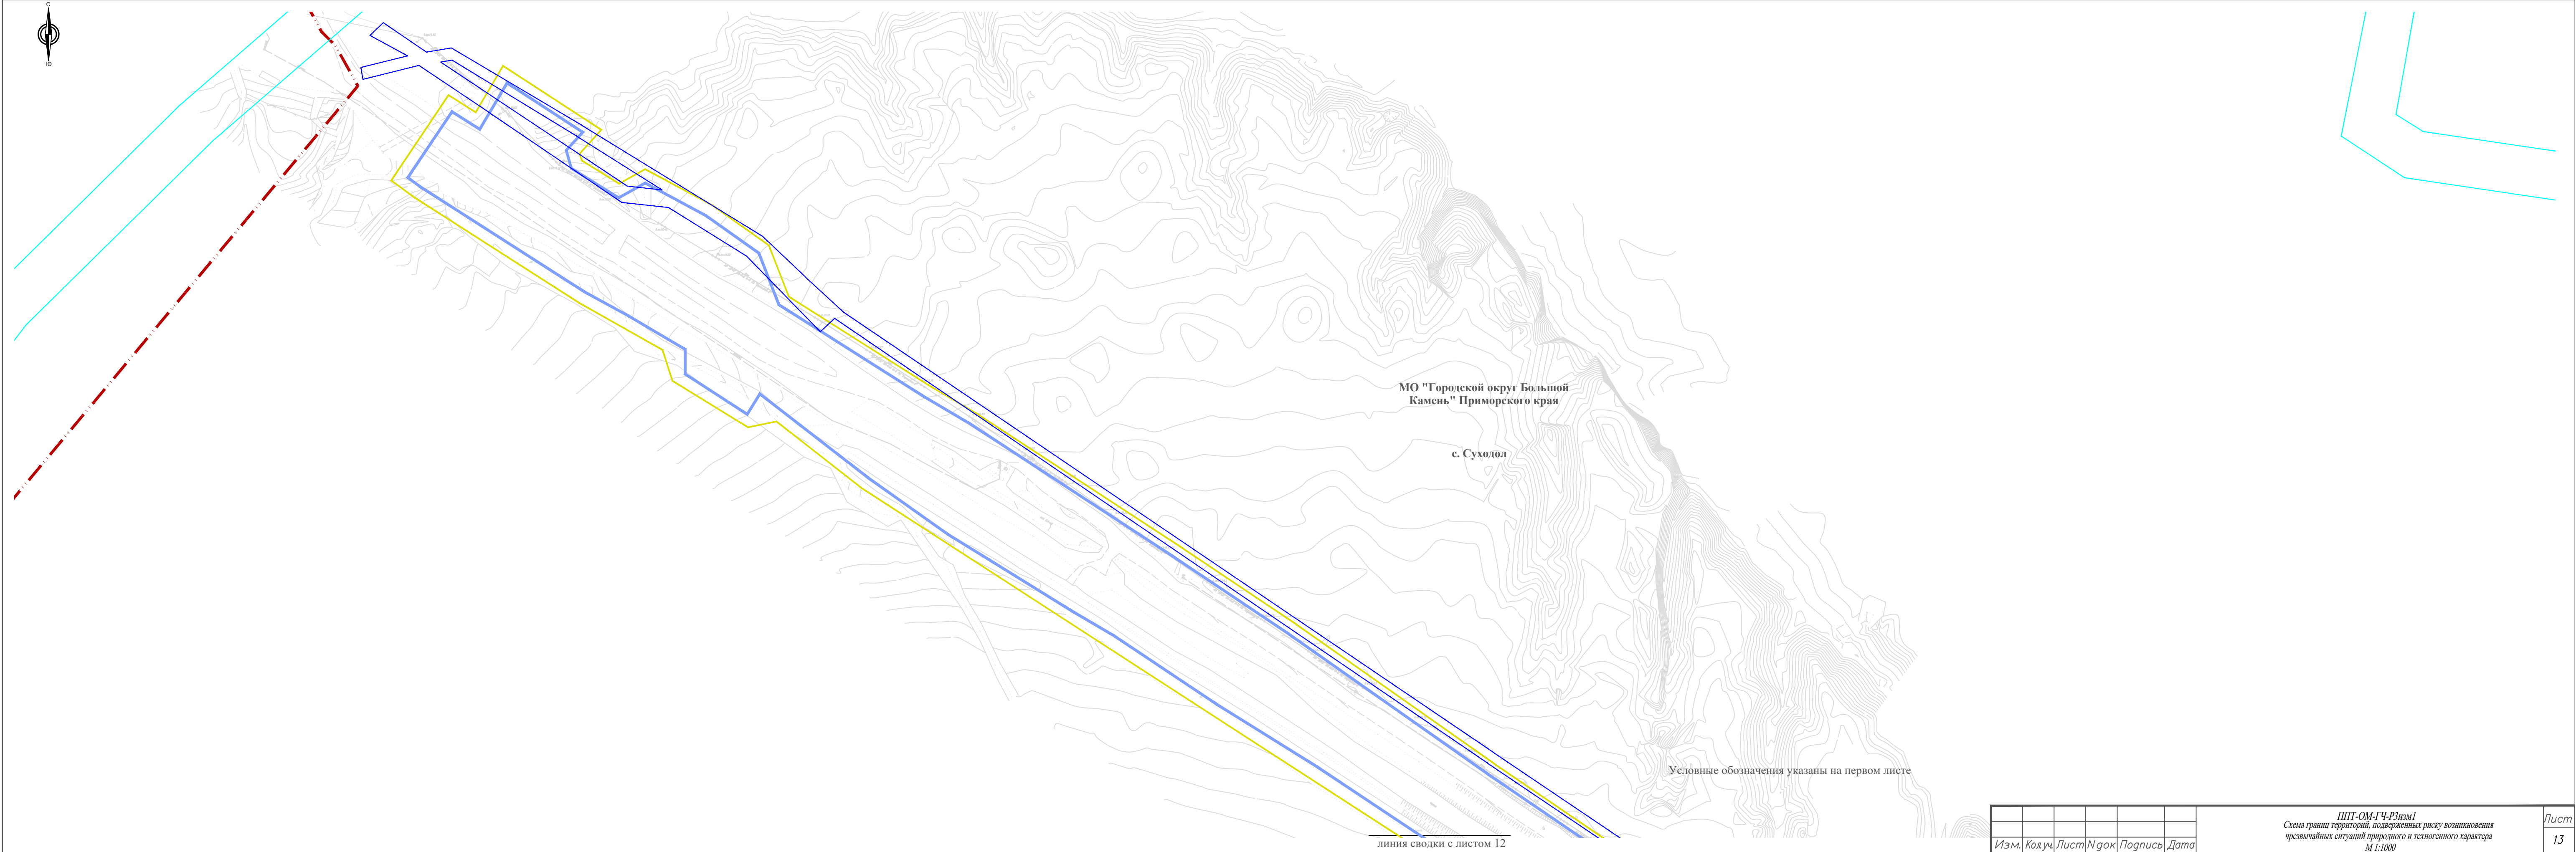 С
Ю
МО "Городской округ Большой
Камень" Приморского края
с. Суходол
Условные обозначения указаны на первом листе
линия сводки с листом 12
ППТ-ОМ-ГЧ-Р3изм1
Схема границ территорий, подверженных риску возникновения
чрезвычайных ситуаций природного и техногенного характера
М 1:1000
Лист
13
Изм. Кол.уч Лист N док Подпись Дата